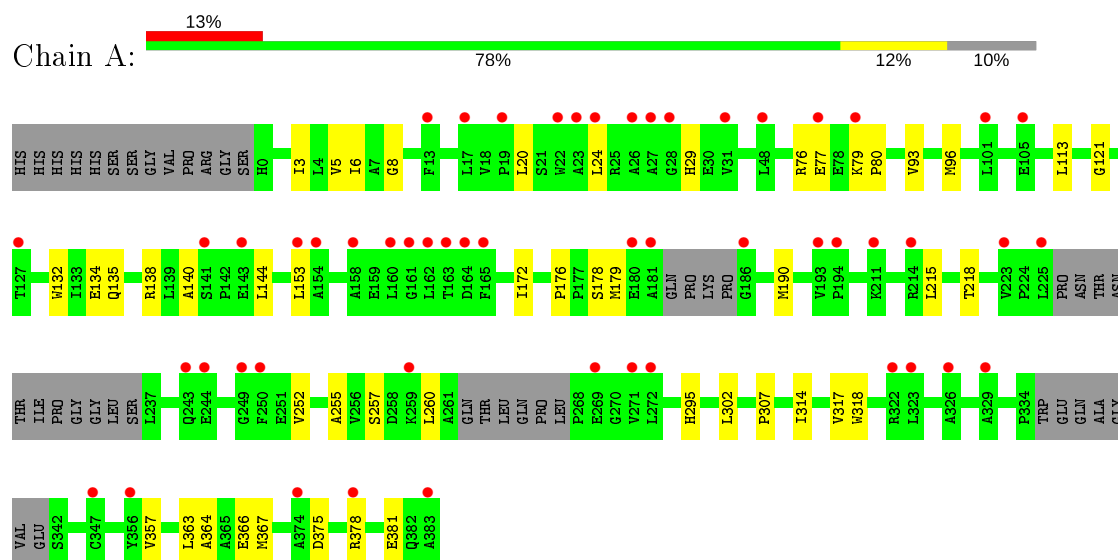 13%
Chain A:
78% 12% 10%
HIS HIS HIS HIS HIS SER SER GLY VAL PRO ARG GLY SER H0 I3 L4 V5 I6 A7 G8 F13 L17 V18 P19 L20 S21 W22 A23 L24 R25 A26 A27 G28 H29 E30 V31 L48 R76 E77 E78 K79 P80 V93 M96 L101 E105 L113 G121
T127 W132 I133 E134 Q135 R138 L139 A140 S141 P142 E143 L144 L153 A154 A158 E159 L160 G161 L162 T163 D164 F165 I172 P176 P177 S178 M179 E180 A181 GLN PRO LYS PRO G186 M190 V193 P194 K211 R214 L215 T218 V223 P224 L225 PRO ASN THR ASN
THR ILE PRO GLY GLY LEU SER L237 Q243 E244 G249 F250 E251 V252 A255 V256 S257 D258 K259 L260 A261 GLN THR LEU GLN PRO LEU P268 E269 G270 V271 L272 H295 L302 P307 I314 V317 W318 R322 L323 A326 A329 P334 TRP GLU GLN ALA GLY
VAL GLU S342 C347 Y356 V357 L363 A364 A365 E366 M367 A374 D375 R378 E381 Q382 A383